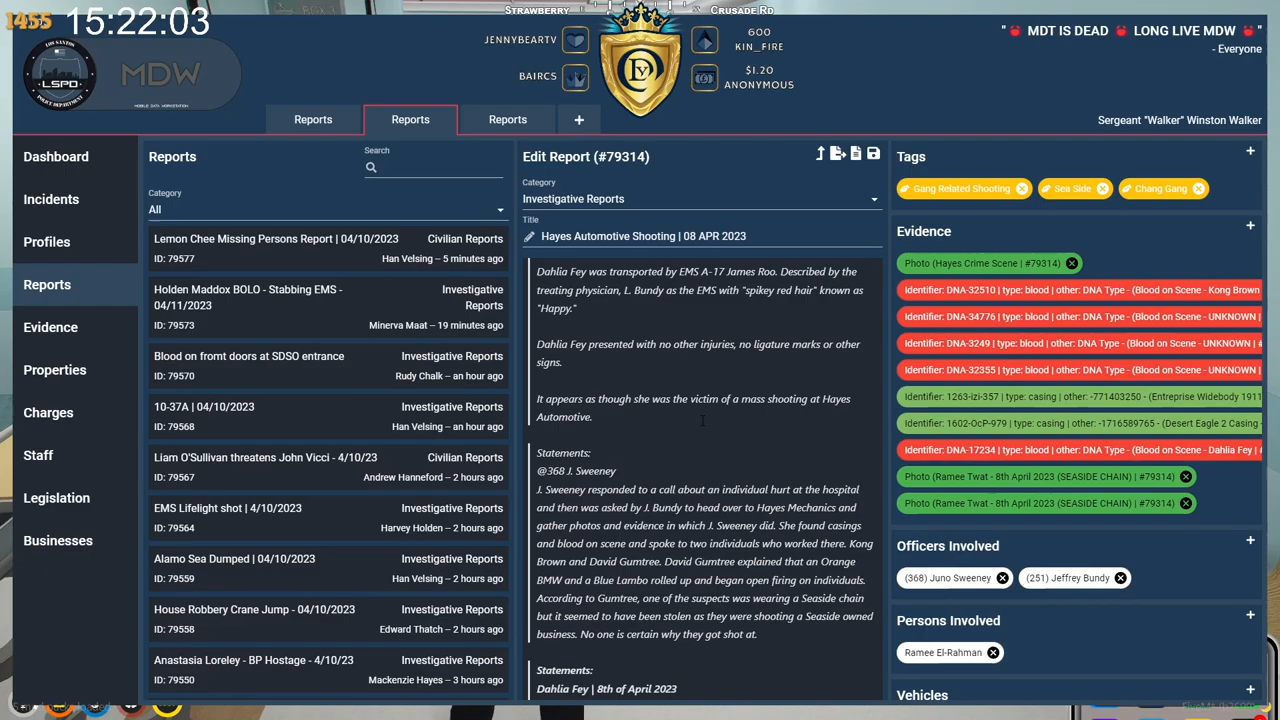 1455
15:22:03
STRAWBERRY
CRUSADE RD
JENNYBEARTV
BAIRCS
600
KIN_FIRE
$1.20
ANONYMOUS
LOS SANTOS
LSPD
POLICE DEPARTMENT
MDW
MOBILE DATA WORKSTATION
" MDT IS DEAD LONG LIVE MDW "
- Everyone
Reports
Reports
Reports
+
Sergeant "Walker" Winston Walker
Dashboard
Incidents
Profiles
Reports
Evidence
Properties
Charges
Staff
Legislation
Businesses
Reports
Search
Category
All
Lemon Chee Missing Persons Report | 04/10/2023 Civilian Reports
ID: 79577 Han Velsing -- 5 minutes ago
Holden Maddox BOLO - Stabbing EMS - Investigative
04/11/2023 Reports
ID: 79573 Minerva Maat -- 19 minutes ago
Blood on fromt doors at SDSO entrance Investigative Reports
ID: 79570 Rudy Chalk -- an hour ago
10-37A | 04/10/2023 Investigative Reports
ID: 79568 Han Velsing -- an hour ago
Liam O'Sullivan threatens John Vicci - 4/10/23 Civilian Reports
ID: 79567 Andrew Hanneford -- 2 hours ago
EMS Lifelight shot | 4/10/2023 Investigative Reports
ID: 79564 Harvey Holden -- 2 hours ago
Alamo Sea Dumped | 04/10/2023 Investigative Reports
ID: 79559 Han Velsing -- 2 hours ago
House Robbery Crane Jump - 04/10/2023 Investigative Reports
ID: 79558 Edward Thatch -- 2 hours ago
Anastasia Loreley - BP Hostage - 4/10/23 Investigative Reports
ID: 79550 Mackenzie Hayes -- 3 hours ago
Edit Report (#79314)
Category
Investigative Reports
Title
Hayes Automotive Shooting | 08 APR 2023
Dahlia Fey was transported by EMS A-17 James Roo. Described by the
treating physician, L. Bundy as the EMS with "spikey red hair" known as
"Happy."
Dahlia Fey presented with no other injuries, no ligature marks or other
signs.
It appears as though she was the victim of a mass shooting at Hayes
Automotive.
Statements:
@368 J. Sweeney
J. Sweeney responded to a call about an individual hurt at the hospital
and then was asked by J. Bundy to head over to Hayes Mechanics and
gather photos and evidence in which J. Sweeney did. She found casings
and blood on scene and spoke to two individuals who worked there. Kong
Brown and David Gumtree. David Gumtree explained that an Orange
BMW and a Blue Lambo rolled up and began open firing on individuals.
According to Gumtree, one of the suspects was wearing a Seaside chain
but it seemed to have been stolen as they were shooting a Seaside owned
business. No one is certain why they got shot at.
Statements:
Dahlia Fey | 8th of April 2023
Tags +
Gang Related Shooting
Sea Side
Chang Gang
Evidence +
Photo (Hayes Crime Scene | #79314)
Identifier: DNA-32510 | type: blood | other: DNA Type - (Blood on Scene - Kong Brown
Identifier: DNA-34776 | type: blood | other: DNA Type - (Blood on Scene - UNKNOWN |
Identifier: DNA-3249 | type: blood | other: DNA Type - (Blood on Scene - UNKNOWN | #
Identifier: DNA-32355 | type: blood | other: DNA Type - (Blood on Scene - UNKNOWN |
Identifier: 1263-izi-357 | type: casing | other: -771403250 - (Entreprise Widebody 1911
Identifier: 1602-OcP-979 | type: casing | other: -1716589765 - (Desert Eagle 2 Casing -
Identifier: DNA-17234 | type: blood | other: DNA Type - (Blood on Scene - Dahlia Fey | #
Photo (Ramee Twat - 8th April 2023 (SEASIDE CHAIN) | #79314)
Photo (Ramee Twat - 8th April 2023 (SEASIDE CHAIN) | #79314)
Officers Involved +
(368) Juno Sweeney
(251) Jeffrey Bundy
Persons Involved +
Ramee El-Rahman
Vehicles +